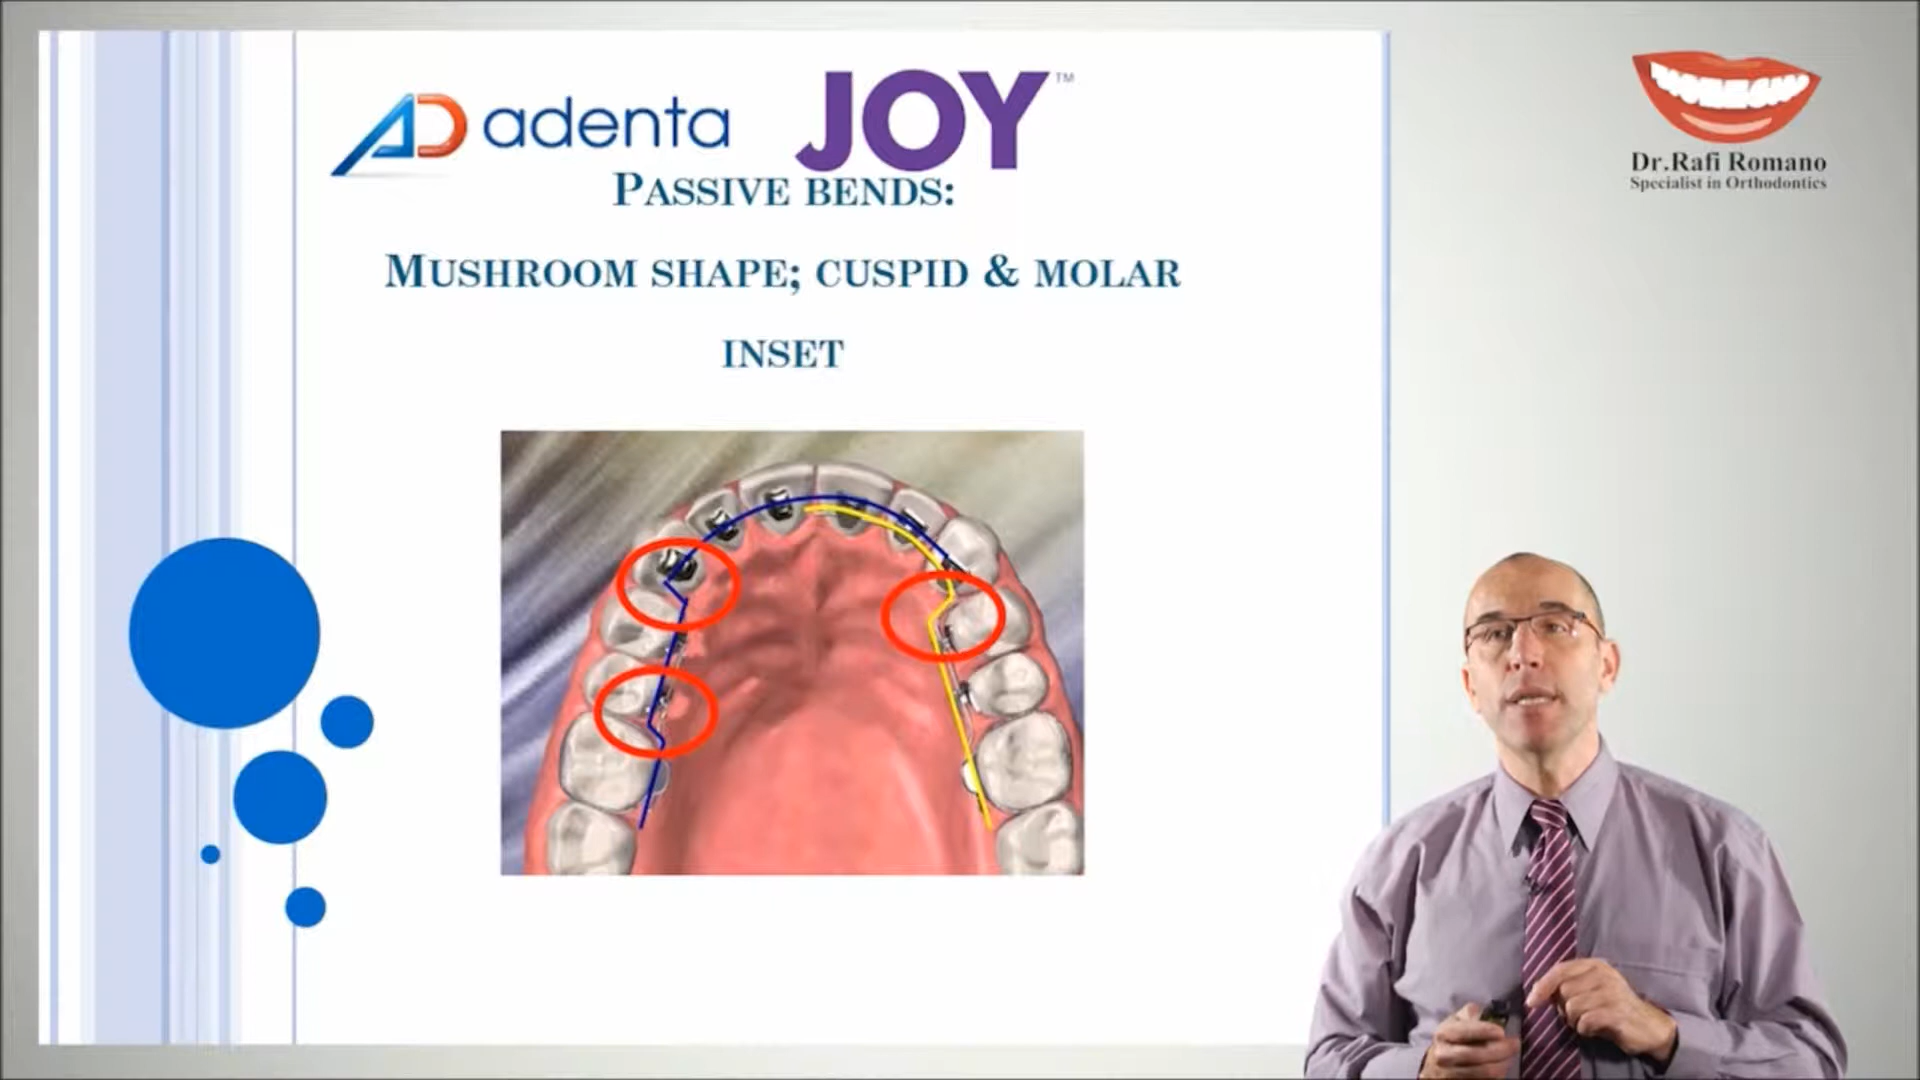 adenta JOY™
PASSIVE BENDS:
MUSHROOM SHAPE; CUSPID & MOLAR
INSET
Dr.Rafi Romano
Specialist in Orthodontics